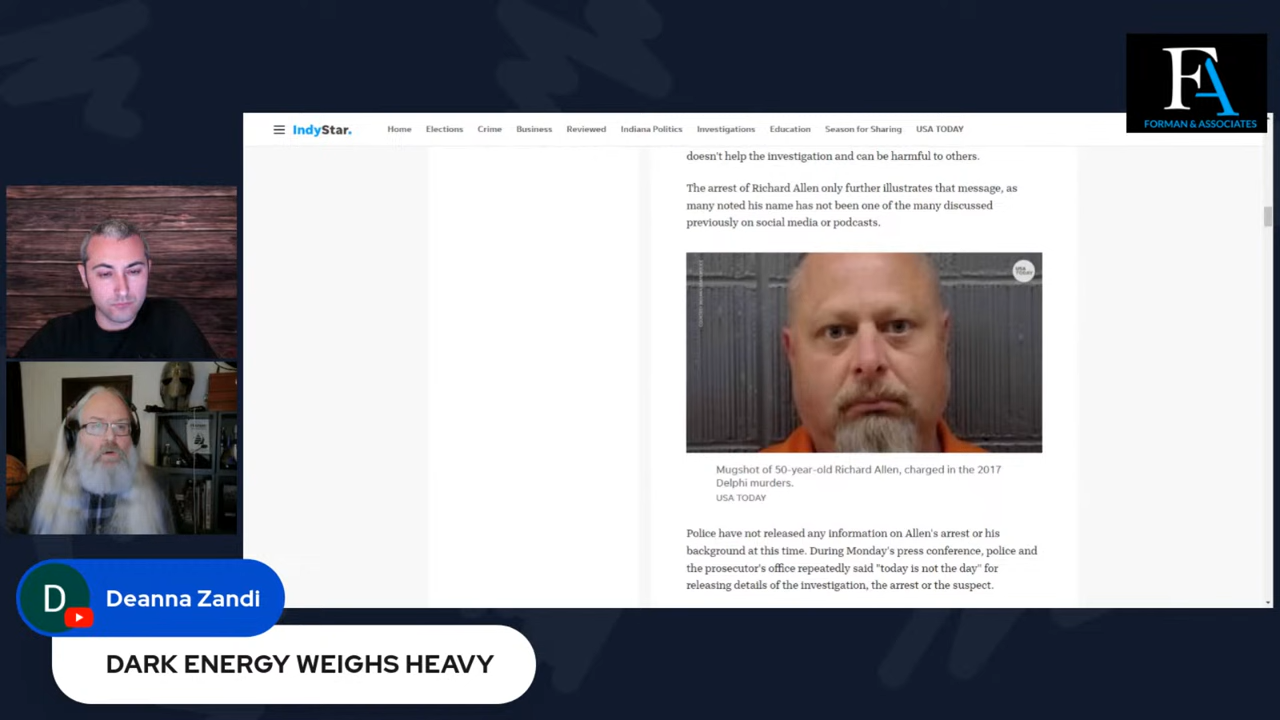 FA
FORMAN & ASSOCIATES
IndyStar. Home Elections Crime Business Reviewed Indiana Politics Investigations Education Season for Sharing USA TODAY
doesn't help the investigation and can be harmful to others.
The arrest of Richard Allen only further illustrates that message, as
many noted his name has not been one of the many discussed
previously on social media or podcasts.
USA
TODAY
Mugshot of 50-year-old Richard Allen, charged in the 2017
Delphi murders.
USA TODAY
Police have not released any information on Allen's arrest or his
background at this time. During Monday's press conference, police and
the prosecutor's office repeatedly said "today is not the day" for
releasing details of the investigation, the arrest or the suspect.
D Deanna Zandi
DARK ENERGY WEIGHS HEAVY